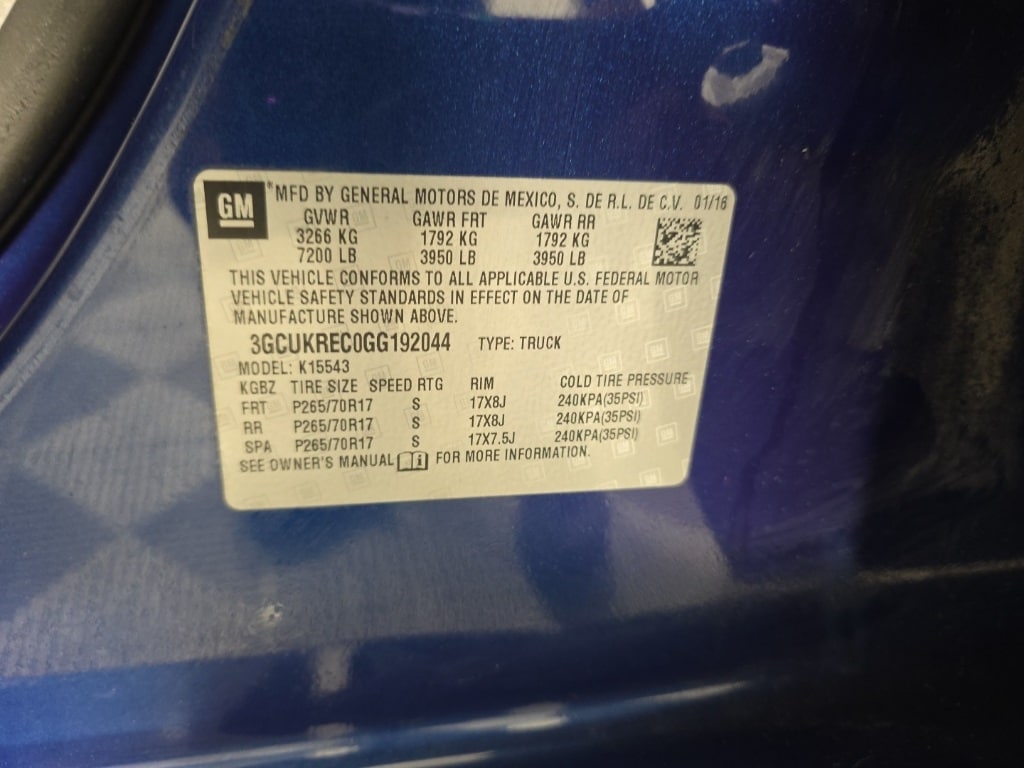 GM
*MFD BY GENERAL MOTORS DE MEXICO, S. DE R.L. DE C.V. 01/16
GVWR GAWR FRT GAWR RR
3266 KG 1792 KG 1792 KG
7200 LB 3950 LB 3950 LB
THIS VEHICLE CONFORMS TO ALL APPLICABLE U.S. FEDERAL MOTOR
VEHICLE SAFETY STANDARDS IN EFFECT ON THE DATE OF
MANUFACTURE SHOWN ABOVE.
3GCUKREC0GG192044 TYPE: TRUCK
MODEL: K15543
KGBZ TIRE SIZE SPEED RTG RIM COLD TIRE PRESSURE
FRT P265/70R17 S 17X8J 240KPA(35PSI)
RR P265/70R17 S 17X8J 240KPA(35PSI)
SPA P265/70R17 S 17X7.5J 240KPA(35PSI)
SEE OWNER'S MANUAL FOR MORE INFORMATION.